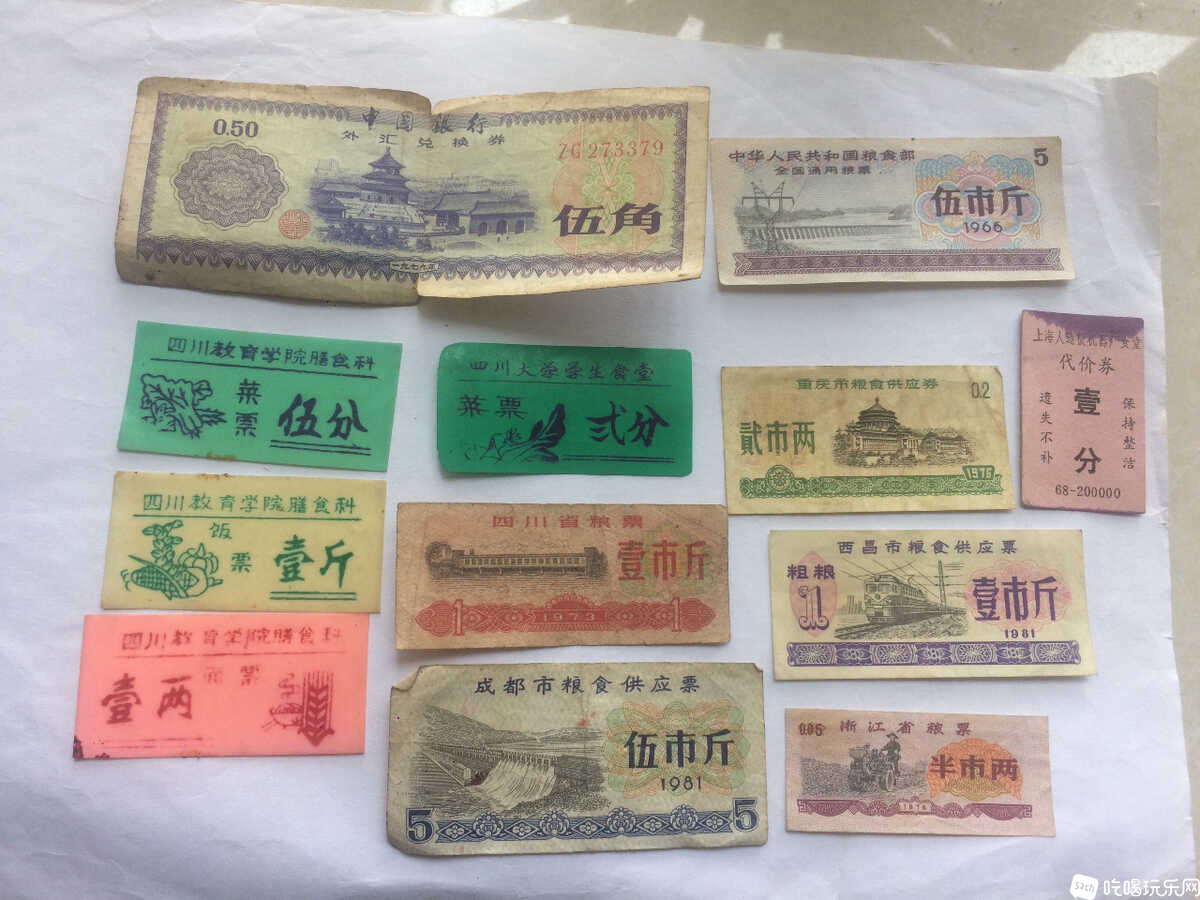 中国银行
外汇兑换券
0.50
ZG 273379
伍角
一九七九年
中华人民共和国粮食部
5
全国通用粮票
伍市斤
1966
四川教育学院膳食科
菜票
伍分
四川大学学生食堂
菜票
弍分
重庆市粮食供应券
0.2
贰市两
1976
代价券
壹分
遗失不补
保持整洁
68-200000
四川教育学院膳食科
饭票
壹斤
四川省粮票
壹市斤
1
1973
1
西昌市粮食供应票
粗粮
1
壹市斤
1981
四川教育学院膳食科
票
壹两
成都市粮食供应票
伍市斤
1981
5
5
0.05
浙江省粮票
半市两
吃喝玩乐网